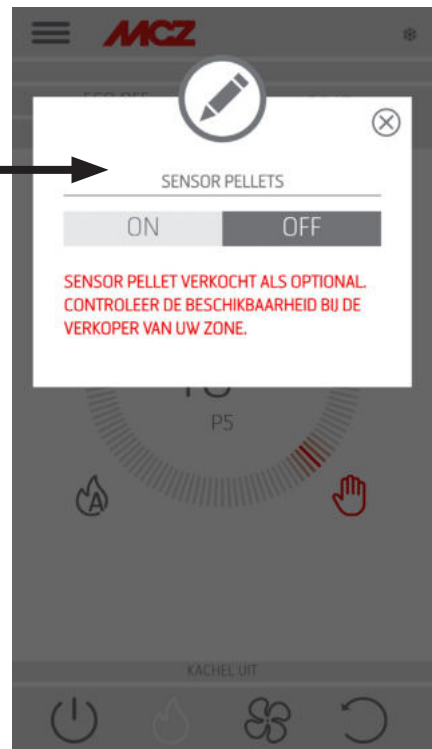 MCZ
SENSOR PELLETS
ON OFF
SENSOR PELLET VERKOCHT ALS OPTIONAL.
CONTROLEER DE BESCHIKBAARHEID BIJ DE
VERKOPER VAN UW ZONE.
P5
A
KACHEL UIT